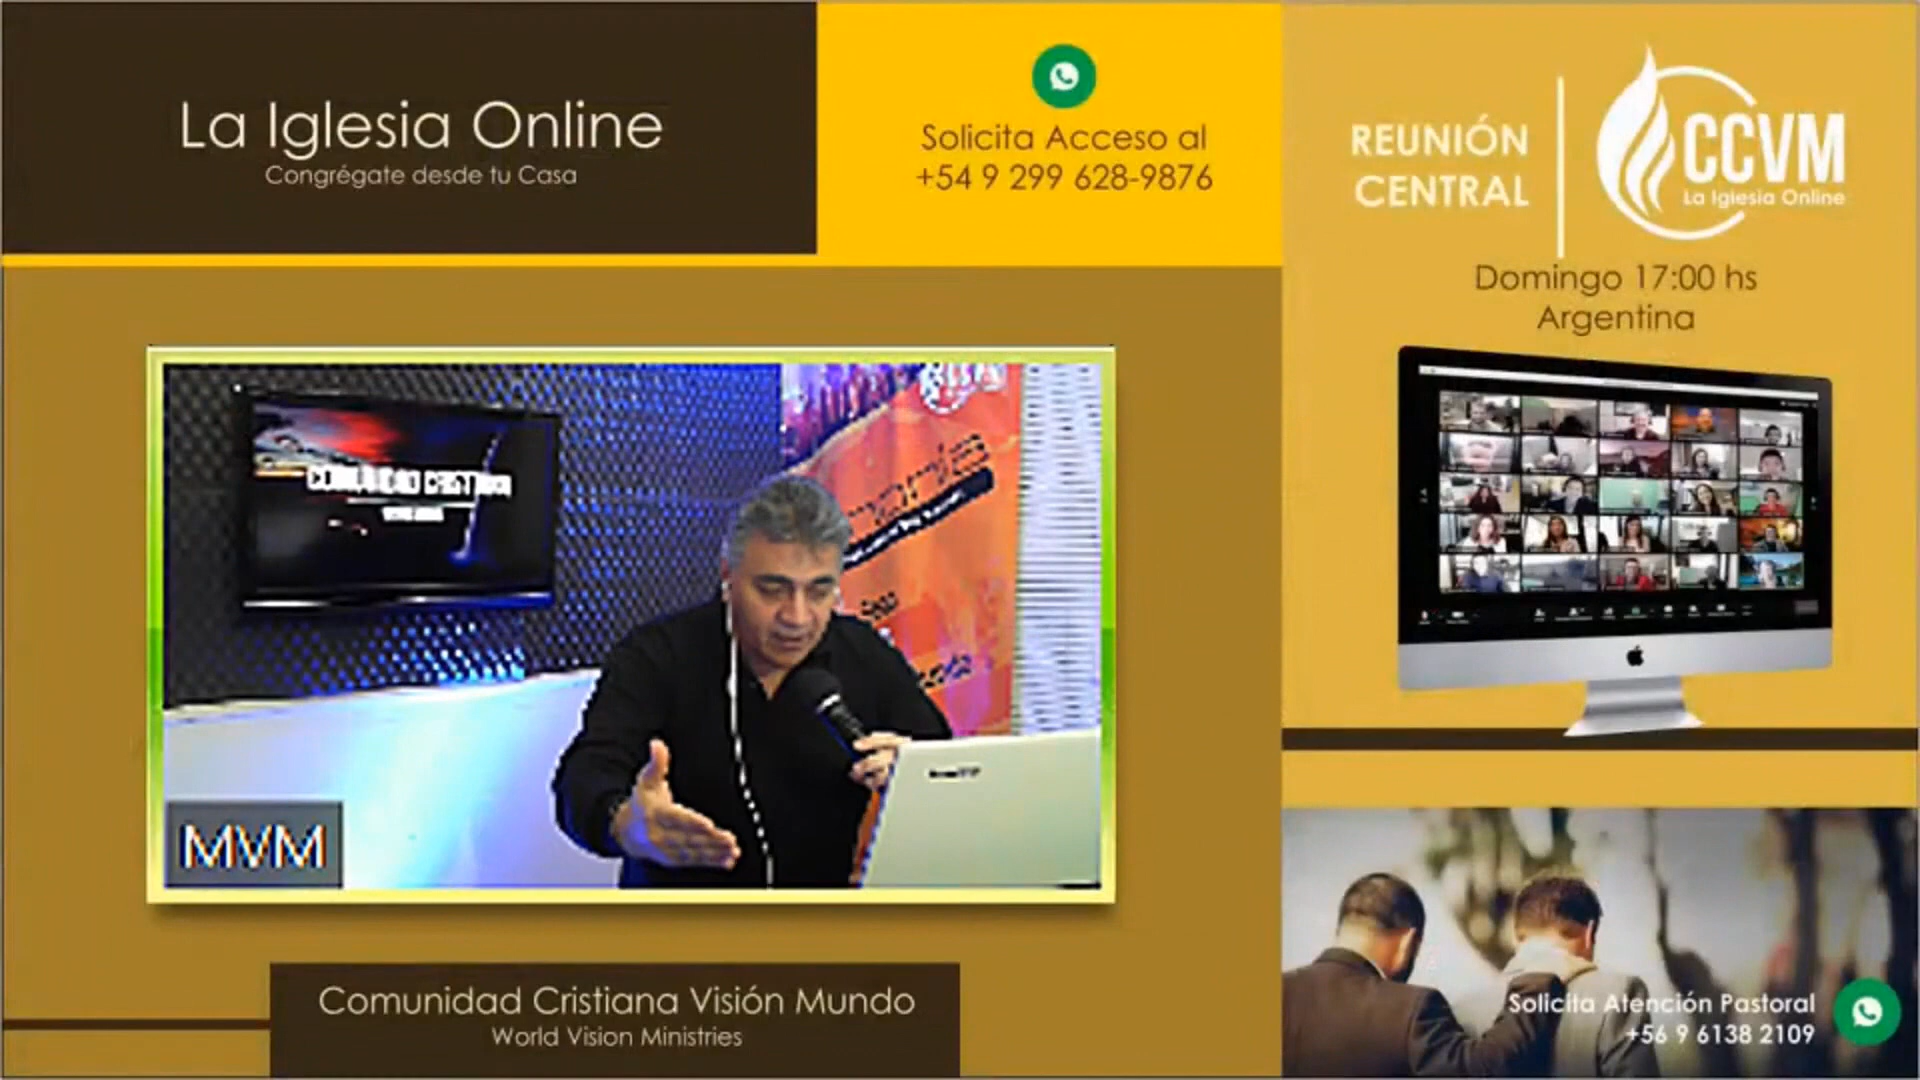 La Iglesia Online
Congrégate desde tu Casa
Solicita Acceso al
+54 9 299 628-9876
REUNIÓN
CENTRAL
CCVM
La Iglesia Online
Domingo 17:00 hs
Argentina
COMUNIDAD CRISTIANA
MVM
Comunidad Cristiana Visión Mundo
World Vision Ministries
Solicita Atención Pastoral
+56 9 6138 2109